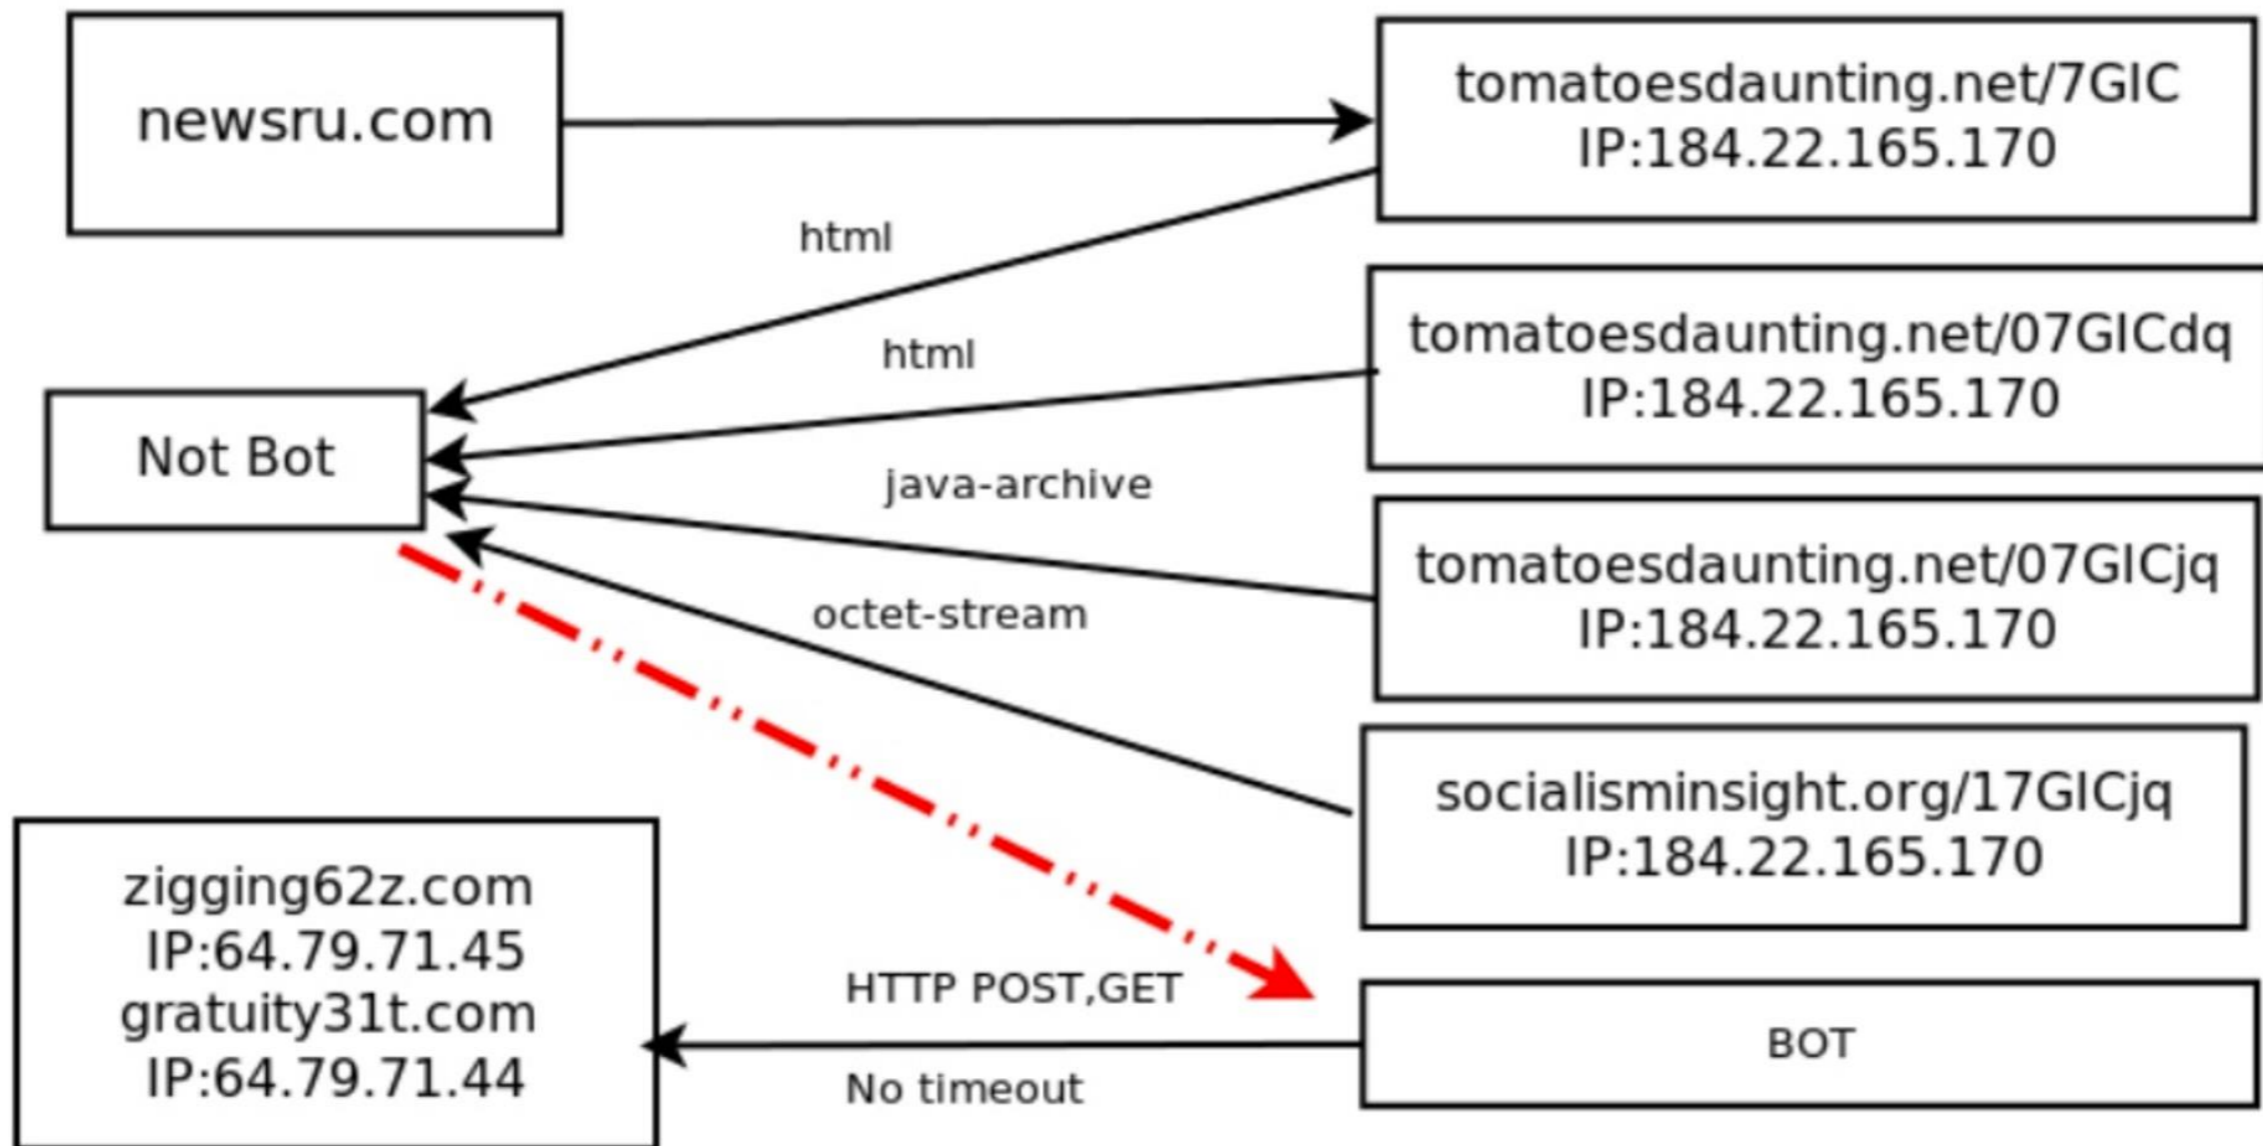 newsru.com
tomatoesdaunting.net/7GIC
IP:184.22.165.170
html
html
tomatoesdaunting.net/07GICdq
IP:184.22.165.170
Not Bot
java-archive
tomatoesdaunting.net/07GICjq
IP:184.22.165.170
octet-stream
socialisminsight.org/17GICjq
IP:184.22.165.170
zigging62z.com
IP:64.79.71.45
gratuity31t.com
IP:64.79.71.44
HTTP POST,GET
No timeout
BOT